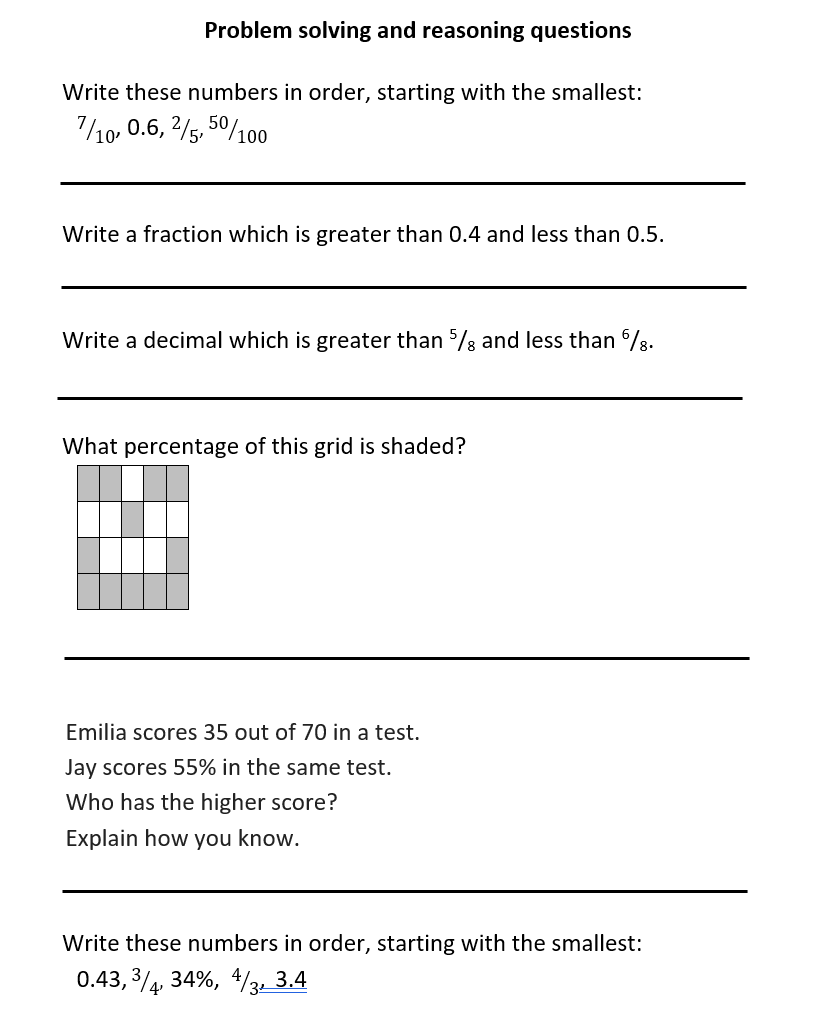 Problem solving and reasoning questions
Write these numbers in order, starting with the smallest:
7/10, 0.6, 2/5, 50/100
Write a fraction which is greater than 0.4 and less than 0.5.
Write a decimal which is greater than 5/8 and less than 6/8.
What percentage of this grid is shaded?
Emilia scores 35 out of 70 in a test.
Jay scores 55% in the same test.
Who has the higher score?
Explain how you know.
Write these numbers in order, starting with the smallest:
0.43, 3/4, 34%, 4/3, 3.4